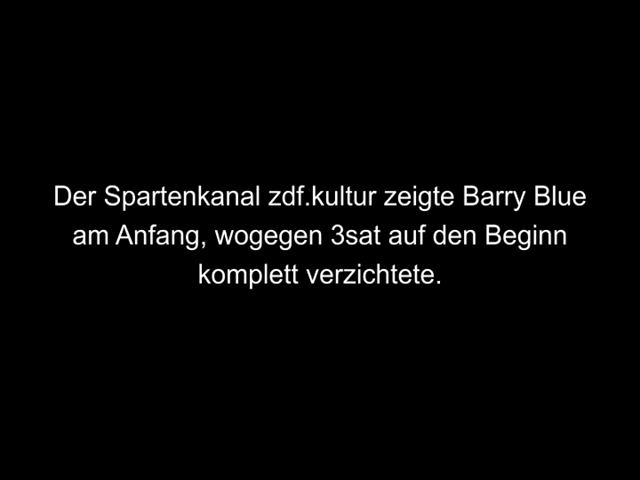 Der Spartenkanal zdf.kultur zeigte Barry Blue
am Anfang, wogegen 3sat auf den Beginn
komplett verzichtete.